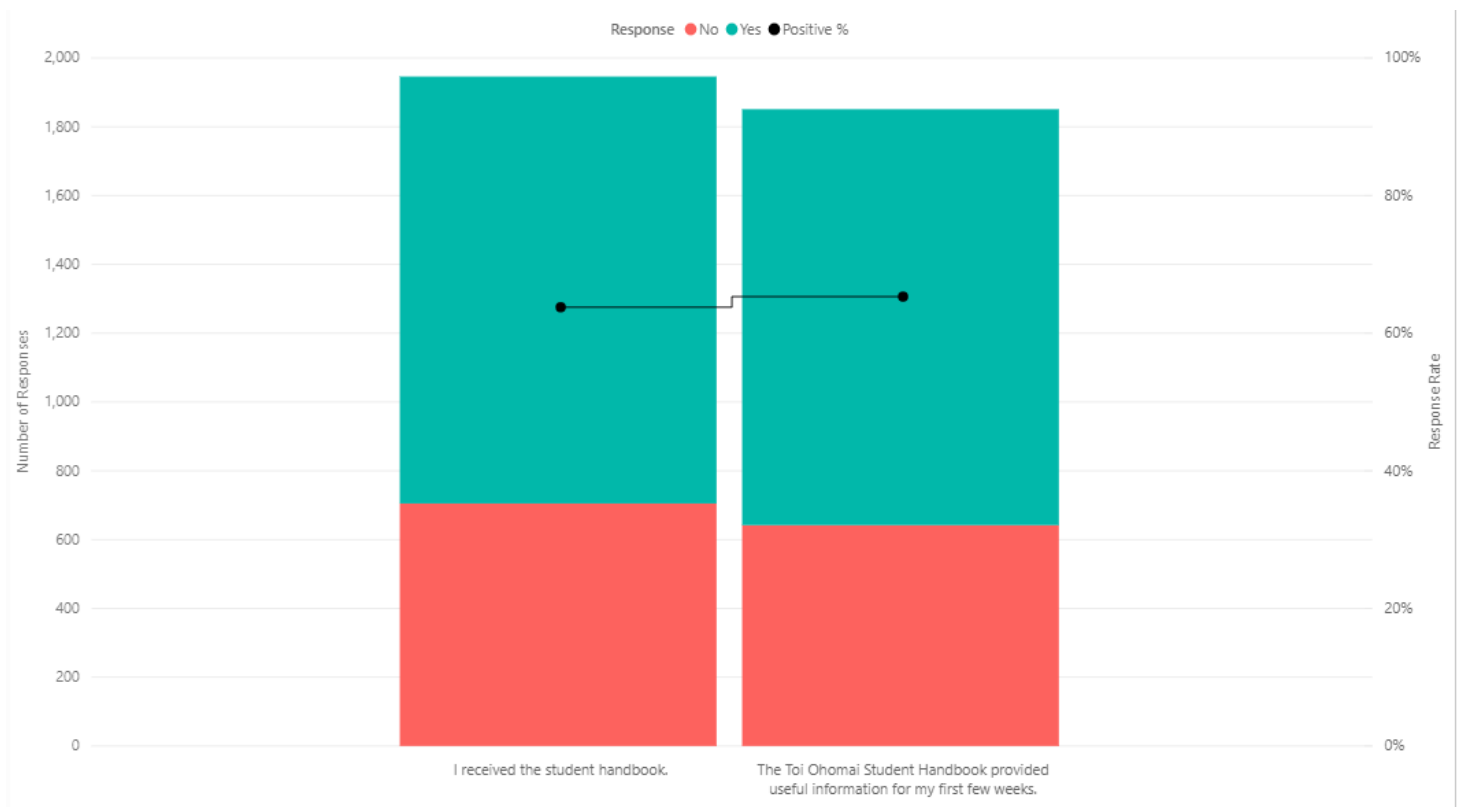 Response No Yes Positive %
2,000
1,800
1,600
1,400
1,200
1,000
800
600
400
200
0
Number of Responses
100%
80%
60%
40%
20%
0%
Response Rate
I received the student handbook.
The Toi Ohomai Student Handbook provided
useful information for my first few weeks.